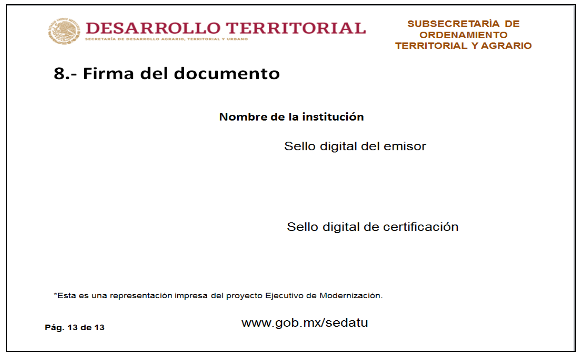 DESARROLLO TERRITORIAL
SECRETARÍA DE DESARROLLO AGRARIO, TERRITORIAL Y URBANO
SUBSECRETARÍA DE
ORDENAMIENTO
TERRITORIAL Y AGRARIO
8.- Firma del documento
Nombre de la institución
Sello digital del emisor
Sello digital de certificación
*Esta es una representación impresa del proyecto Ejecutivo de Modernización.
Pág. 13 de 13
www.gob.mx/sedatu